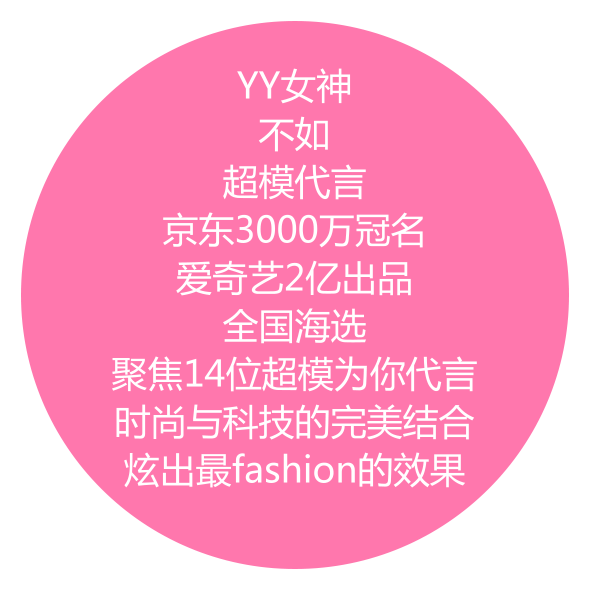 YY女神
不如
超模代言
京东3000万冠名
爱奇艺2亿出品
全国海选
聚焦14位超模为你代言
时尚与科技的完美结合
炫出最fashion的效果